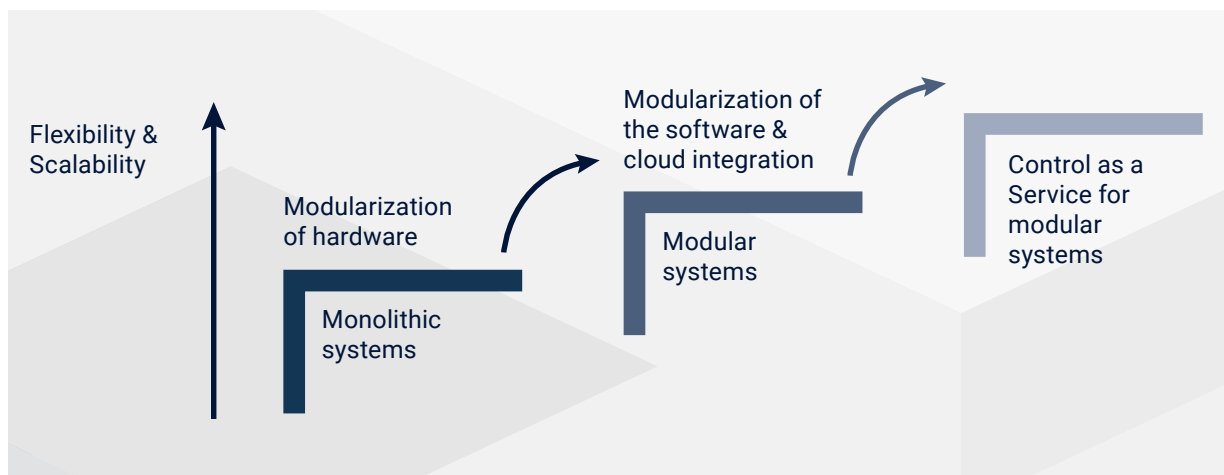 Flexibility &
Scalability
Modularization
of hardware
Monolithic
systems
Modularization of
the software &
cloud integration
Modular
systems
Control as a
Service for
modular
systems